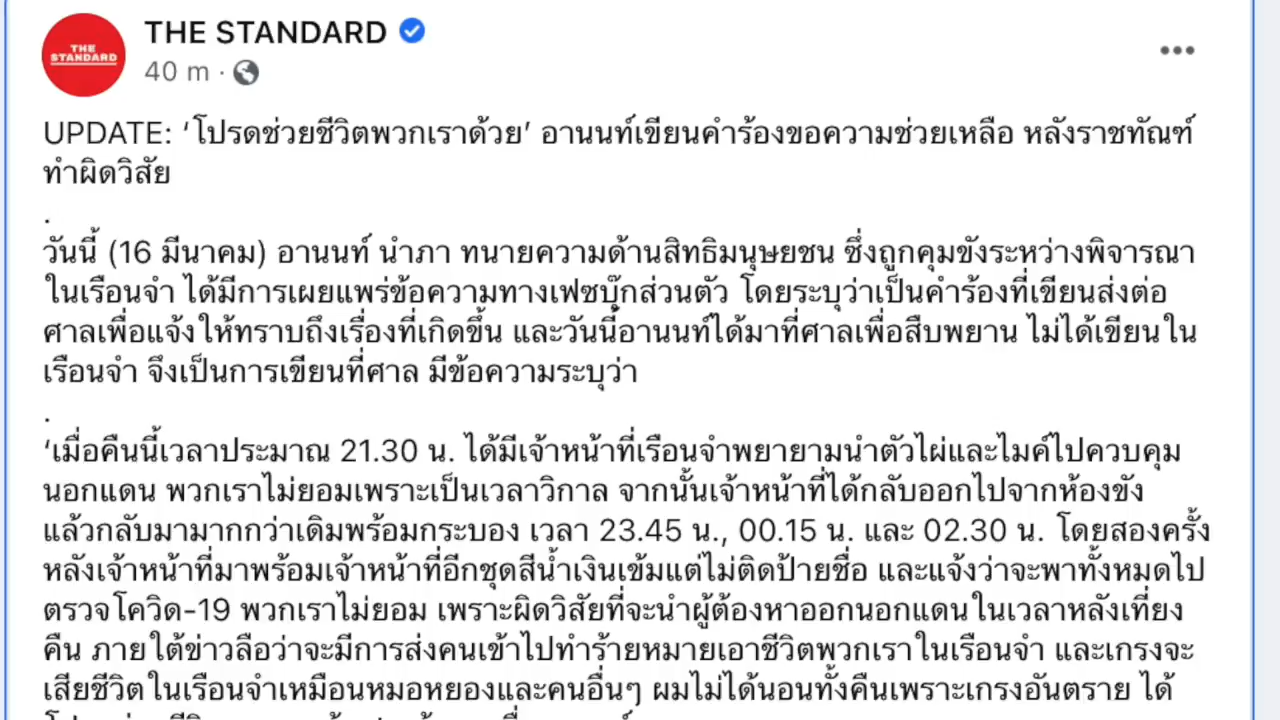 THE STANDARD
THE STANDARD
40 m ·
UPDATE: ‘โปรดช่วยชีวิตพวกเราด้วย’ อานนท์เขียนคำร้องขอความช่วยเหลือ หลังราชทัณฑ์
ทำผิดวิสัย
.
วันนี้ (16 มีนาคม) อานนท์ นำภา ทนายความด้านสิทธิมนุษยชน ซึ่งถูกคุมขังระหว่างพิจารณา
ในเรือนจำ ได้มีการเผยแพร่ข้อความทางเฟซบุ๊กส่วนตัว โดยระบุว่าเป็นคำร้องที่เขียนส่งต่อ
ศาลเพื่อแจ้งให้ทราบถึงเรื่องที่เกิดขึ้น และวันนี้อานนท์ได้มาที่ศาลเพื่อสืบพยาน ไม่ได้เขียนใน
เรือนจำ จึงเป็นการเขียนที่ศาล มีข้อความระบุว่า
.
‘เมื่อคืนนี้เวลาประมาณ 21.30 น. ได้มีเจ้าหน้าที่เรือนจำพยายามนำตัวไผ่และไมค์ไปควบคุม
นอกแดน พวกเราไม่ยอมเพราะเป็นเวลาวิกาล จากนั้นเจ้าหน้าที่ได้กลับออกไปจากห้องขัง
แล้วกลับมามากกว่าเดิมพร้อมกระบอง เวลา 23.45 น., 00.15 น. และ 02.30 น. โดยสองครั้ง
หลังเจ้าหน้าที่มาพร้อมเจ้าหน้าที่อีกชุดสีน้ำเงินเข้มแต่ไม่ติดป้ายชื่อ และแจ้งว่าจะพาทั้งหมดไป
ตรวจโควิด-19 พวกเราไม่ยอม เพราะผิดวิสัยที่จะนำผู้ต้องหาออกนอกแดนในเวลาหลังเที่ยง
คืน ภายใต้ข่าวลือว่าจะมีการส่งคนเข้าไปทำร้ายหมายเอาชีวิตพวกเราในเรือนจำ และเกรงจะ
เสียชีวิตในเรือนจำเหมือนหมอหยองและคนอื่นๆ ผมไม่ได้นอนทั้งคืนเพราะเกรงอันตราย ได้